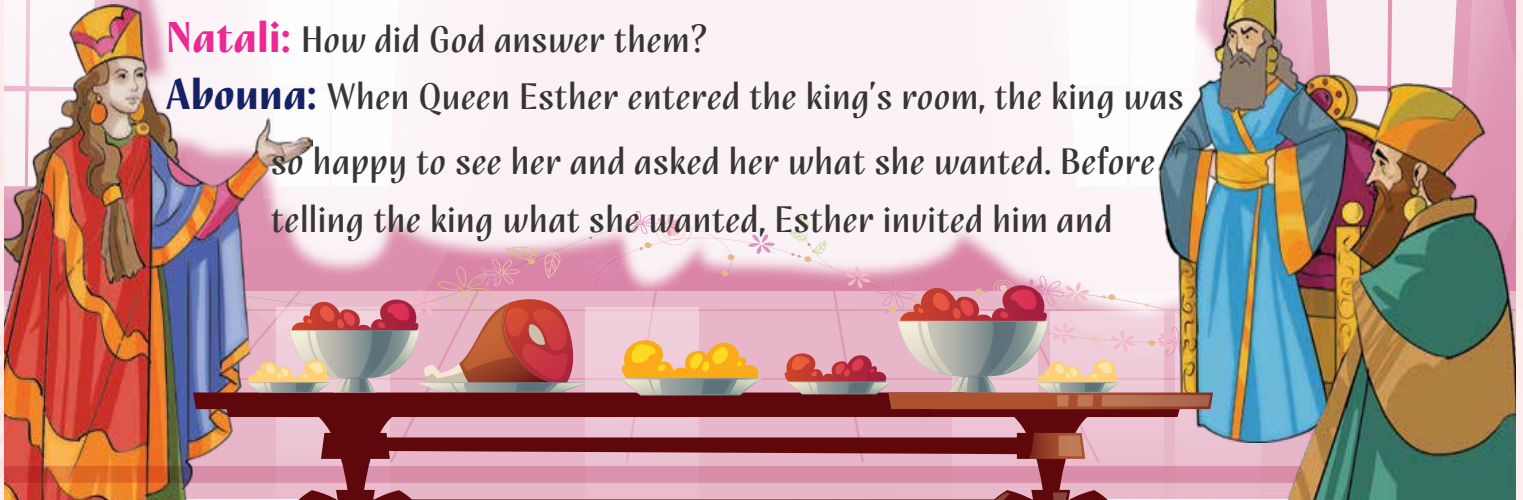 Natali: How did God answer them?
Abouna: When Queen Esther entered the king's room, the king was
so happy to see her and asked her what she wanted. Before
telling the king what she wanted, Esther invited him and